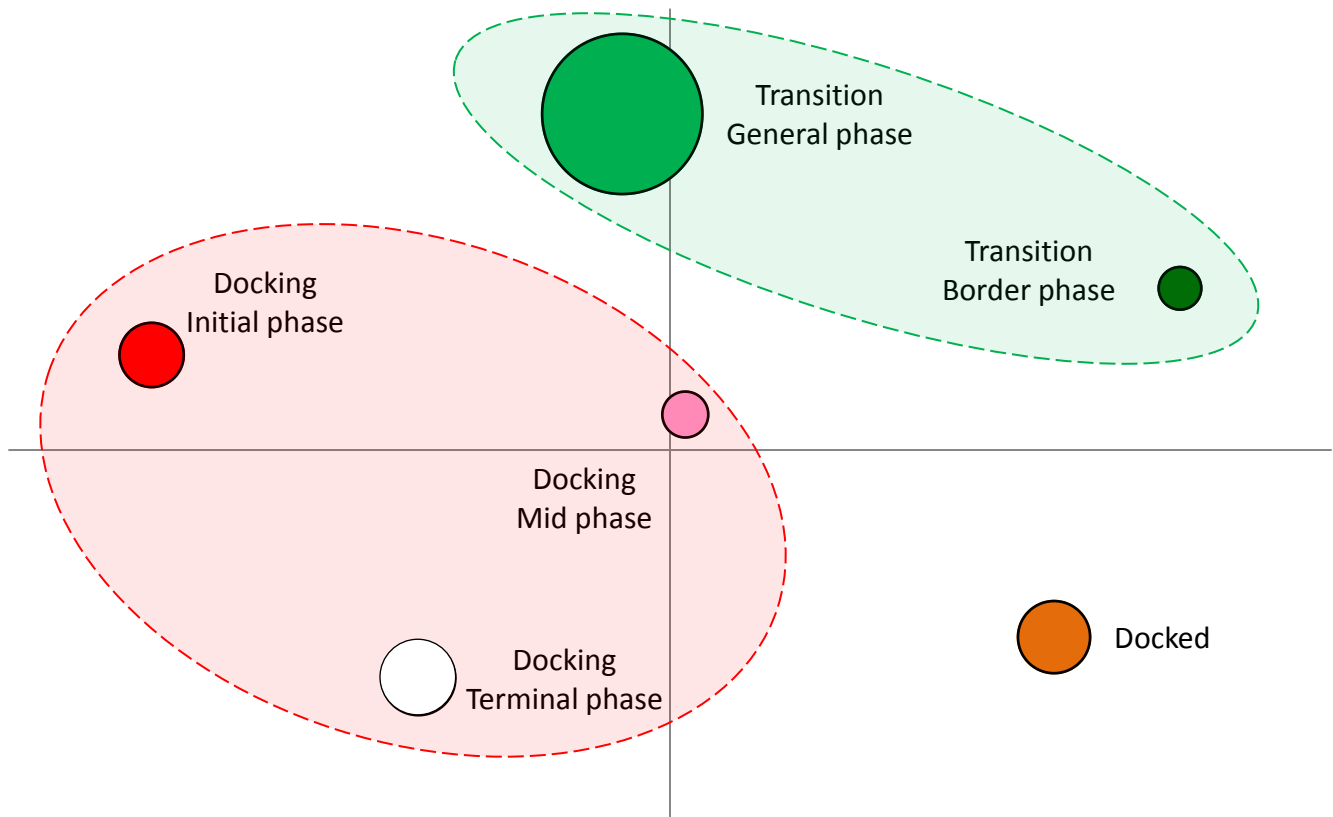 Transition
General phase
Transition
Border phase
Docking
Initial phase
Docking
Mid phase
Docking
Terminal phase
Docked